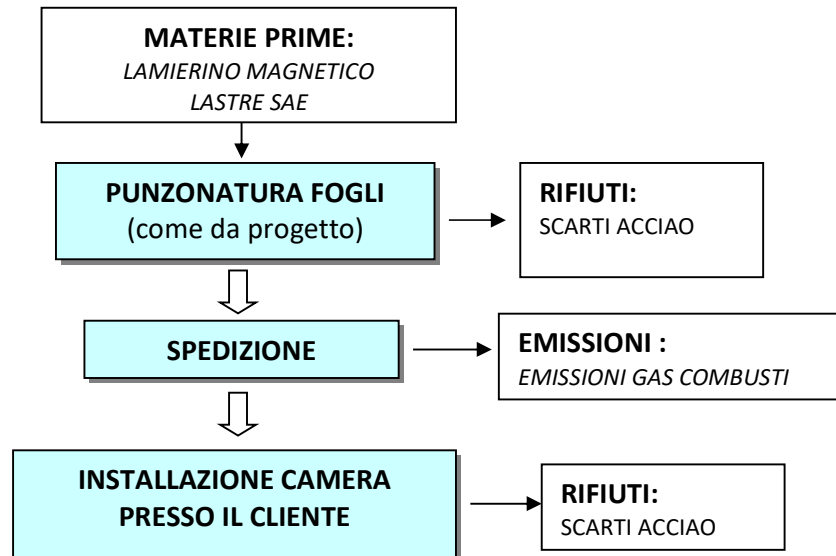 MATERIE PRIME:
LAMIERINO MAGNETICO
LASTRE SAE
PUNZONATURA FOGLI
(come da progetto)
RIFIUTI:
SCARTI ACCIAO
SPEDIZIONE
EMISSIONI :
EMISSIONI GAS COMBUSTI
INSTALLAZIONE CAMERA
PRESSO IL CLIENTE
RIFIUTI:
SCARTI ACCIAO